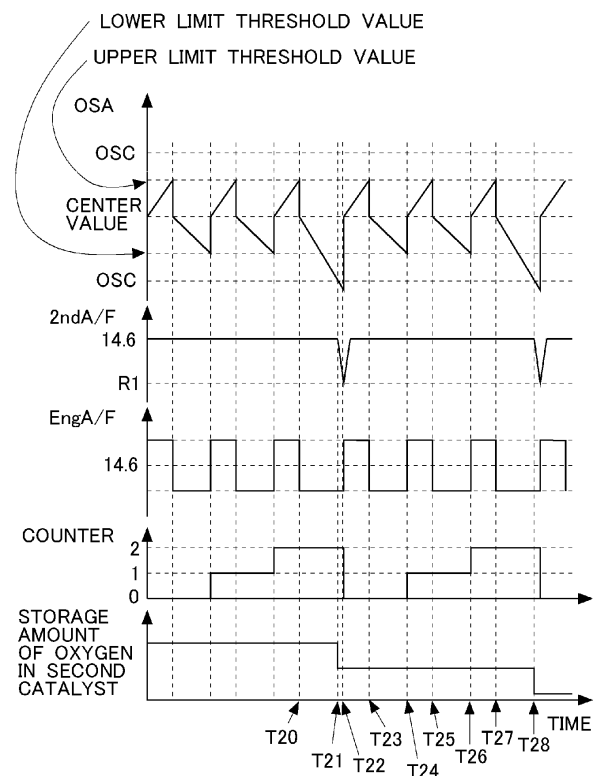 LOWER LIMIT THRESHOLD VALUE
UPPER LIMIT THRESHOLD VALUE
OSA
OSC
CENTER
VALUE
OSC
2ndA/F
14.6
R1
EngA/F
14.6
COUNTER
2
1
0
STORAGE
AMOUNT
OF OXYGEN
IN SECOND
CATALYST
TIME
T20
T21
T22
T23
T24
T25
T26
T27
T28